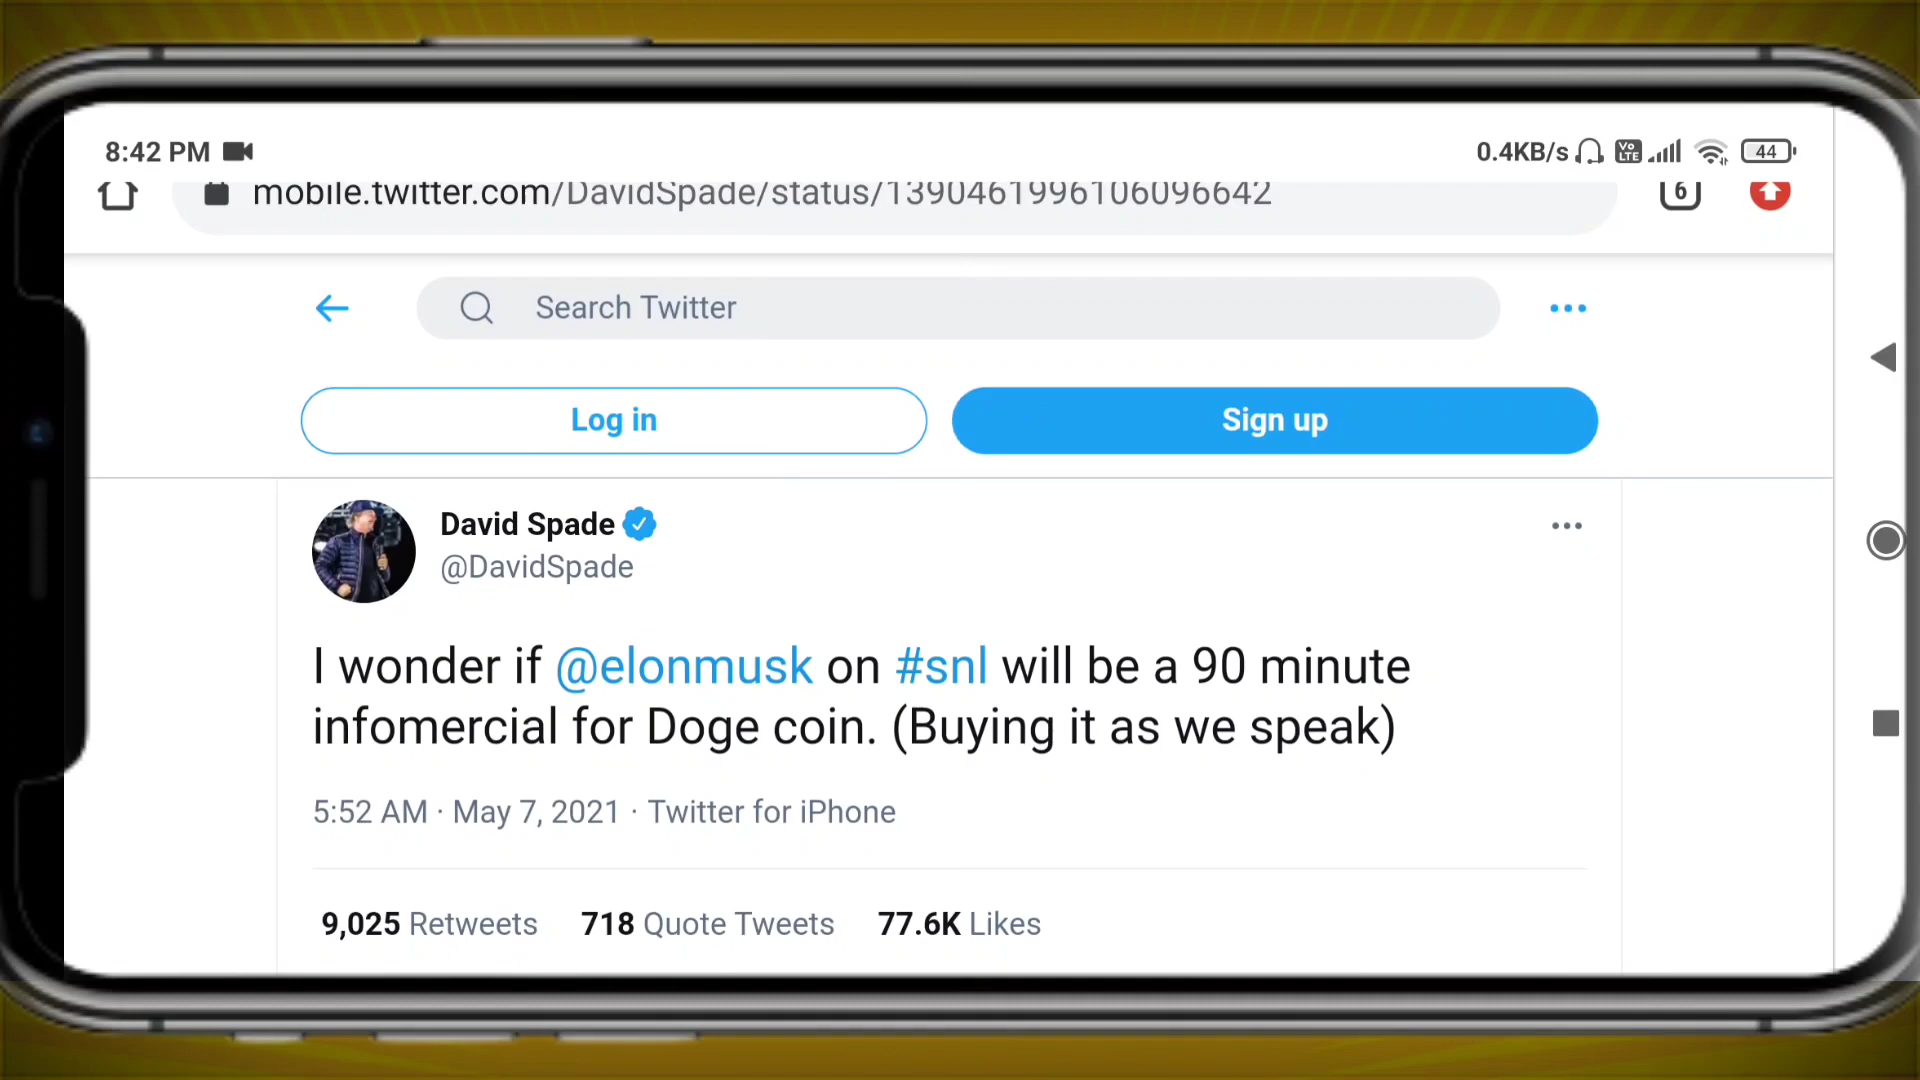 8:42 PM
0.4KB/s Vo LTE 44
mobile.twitter.com/DavidSpade/status/1390461996106096642
6
Search Twitter
Log in
Sign up
David Spade
@DavidSpade
I wonder if @elonmusk on #snl will be a 90 minute
infomercial for Doge coin. (Buying it as we speak)
5:52 AM · May 7, 2021 · Twitter for iPhone
9,025 Retweets 718 Quote Tweets 77.6K Likes